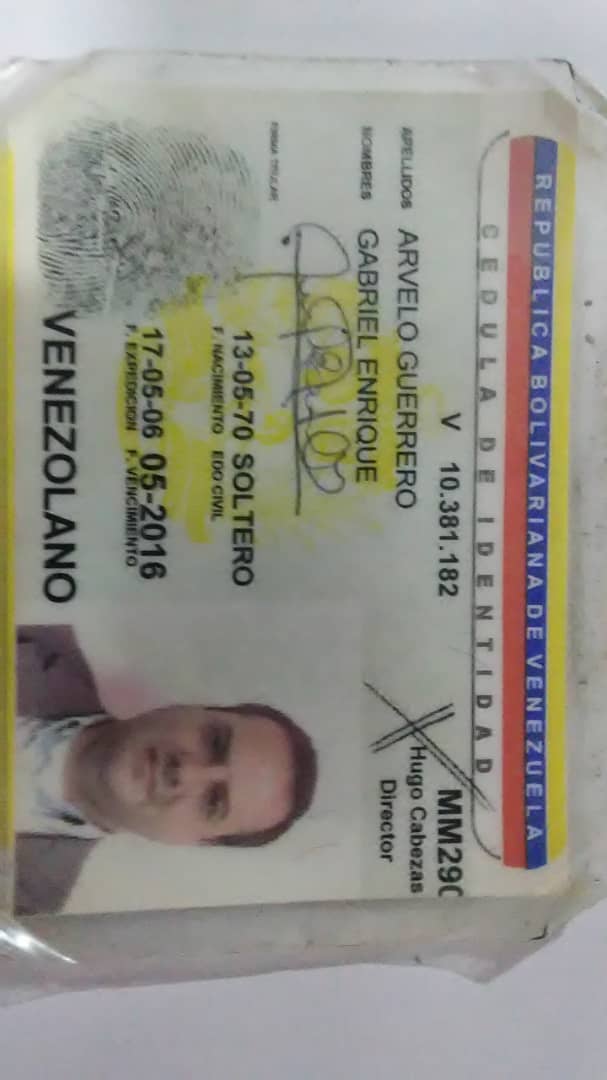 REPUBLICA BOLIVARIANA DE VENEZUELA
CEDULA DE IDENTIDAD
V 10.381.182
MM290
Hugo Cabezas
Director
APELLIDOS ARVELO GUERRERO
NOMBRES GABRIEL ENRIQUE
FIRMA TITULAR
13-05-70 SOLTERO
F. NACIMIENTO EDO CIVIL
17-05-06 05-2016
F. EXPEDICION F. VENCIMIENTO
VENEZOLANO